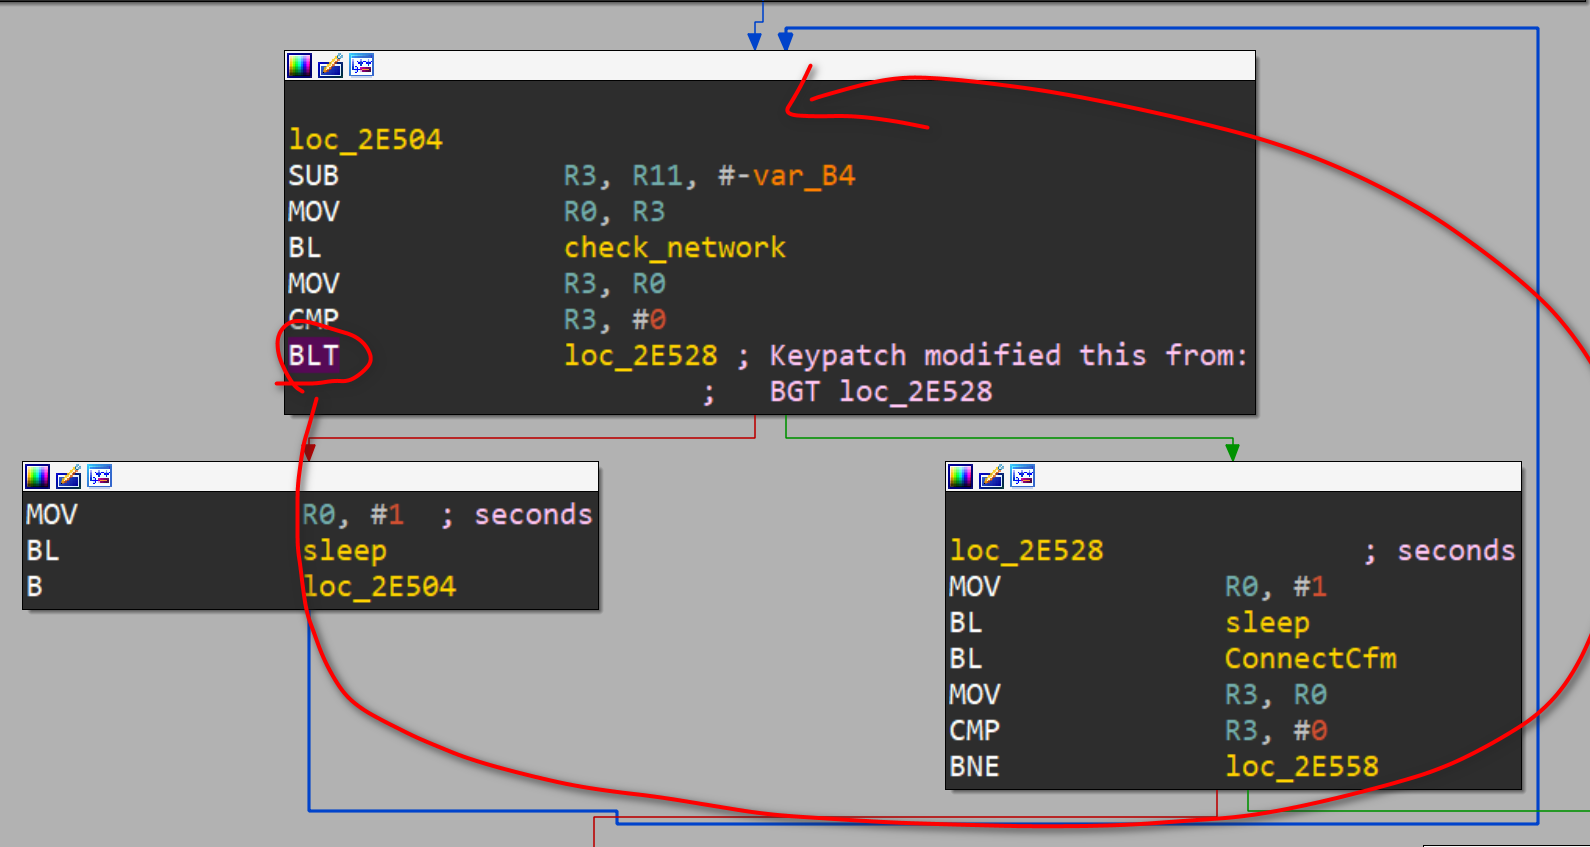 loc_2E504
SUB R3, R11, #-var_B4
MOV R0, R3
BL check_network
MOV R3, R0
CMP R3, #0
BLT loc_2E528 ; Keypatch modified this from:
; BGT loc_2E528
MOV R0, #1 ; seconds
BL sleep
B loc_2E504
loc_2E528 ; seconds
MOV R0, #1
BL sleep
BL ConnectCfm
MOV R3, R0
CMP R3, #0
BNE loc_2E558